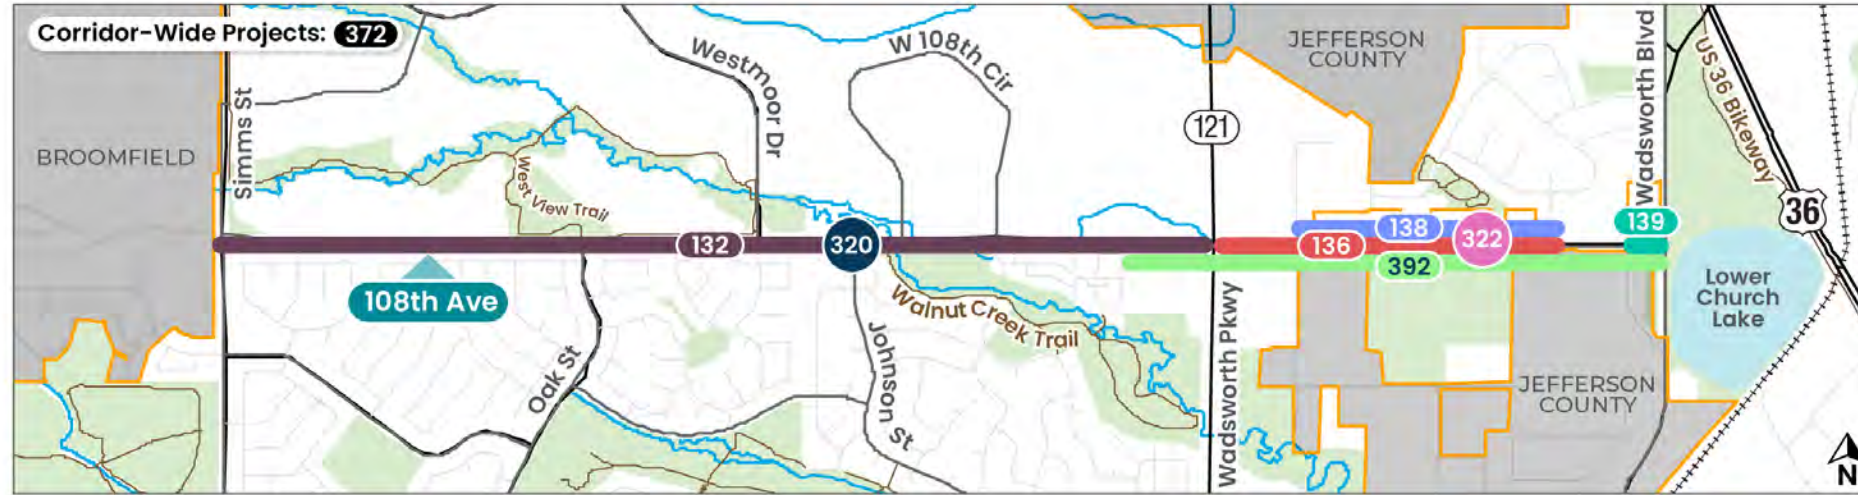 Corridor-Wide Projects: 372
BROOMFIELD
Simms St
West View Trail
Westmoor Dr
W 108th Cir
121
JEFFERSON
COUNTY
Wadsworth Blvd
US 36 Bikeway
36
132
320
136
138
322
139
392
108th Ave
Oak St
Johnson St
Walnut Creek Trail
Wadsworth Pkwy
Lower
Church
Lake
JEFFERSON
COUNTY
N